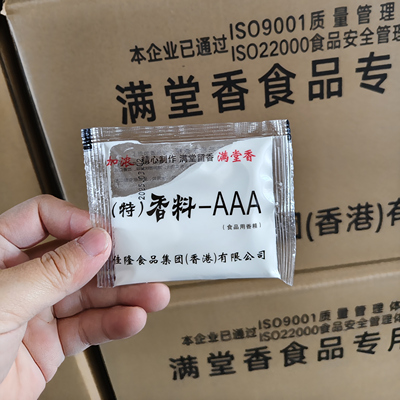 ISO9001质量管理
本企业已通过ISO22000食品安全管理
满堂香食品专用
加浓 精心制作 满堂留香 满堂香
(特)香料-AAA
(食品用香精)
佳隆食品集团(香港)有限公司
(香港)有
ISO9001质量管理体
本企业已通过ISO22000食品安全管
满堂香食品专用